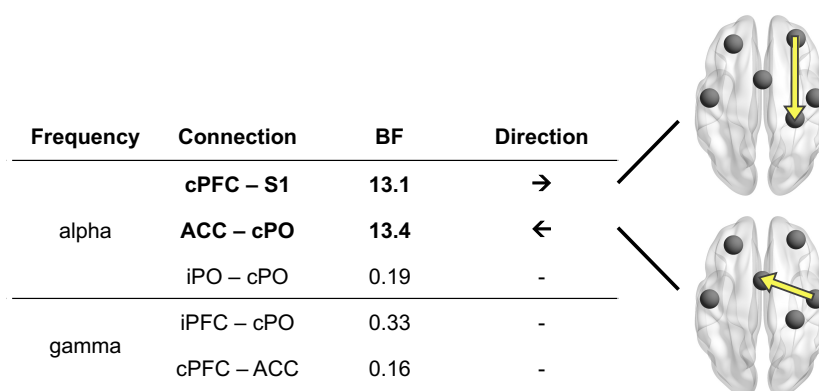 Frequency Connection BF Direction
cPFC – S1 13.1 →
alpha ACC – cPO 13.4 ←
iPO – cPO 0.19 -
gamma iPFC – cPO 0.33 -
cPFC – ACC 0.16 -